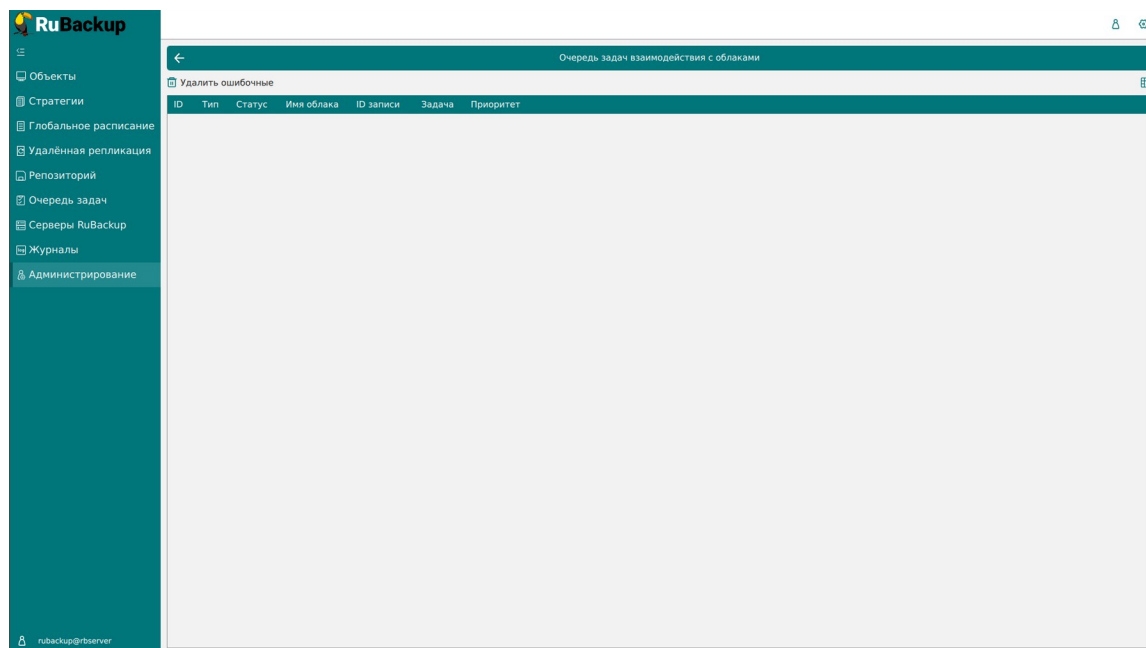 RuBackup
Очередь задач взаимодействия с облаками
Удалить ошибочные
ID Тип Статус Имя облака ID записи Задача Приоритет
Объекты
Стратегии
Глобальное расписание
Удалённая репликация
Репозиторий
Очередь задач
Серверы RuBackup
Журналы
Администрирование
rubackup@rbserver